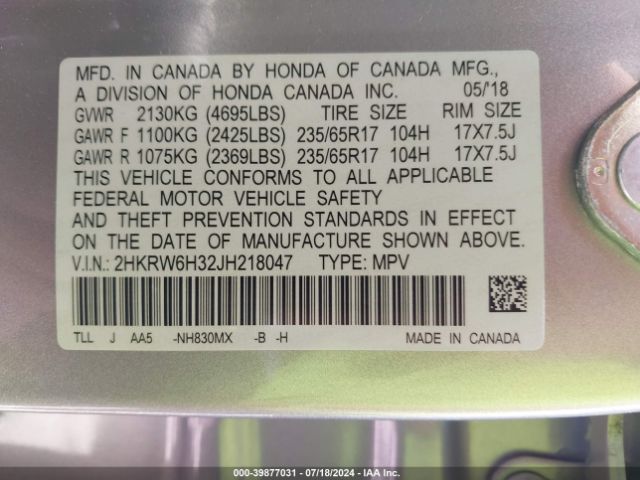 MFD. IN CANADA BY HONDA OF CANADA MFG.,
A DIVISION OF HONDA CANADA INC. 05/'18
GVWR 2130KG (4695LBS) TIRE SIZE RIM SIZE
GAWR F 1100KG (2425LBS) 235/65R17 104H 17X7.5J
GAWR R 1075KG (2369LBS) 235/65R17 104H 17X7.5J
THIS VEHICLE CONFORMS TO ALL APPLICABLE
FEDERAL MOTOR VEHICLE SAFETY
AND THEFT PREVENTION STANDARDS IN EFFECT
ON THE DATE OF MANUFACTURE SHOWN ABOVE.
V.I.N.: 2HKRW6H32JH218047 TYPE: MPV
TLL J AA5 -NH830MX -B -H MADE IN CANADA
000-39877031 - 07/18/2024 - IAA Inc.